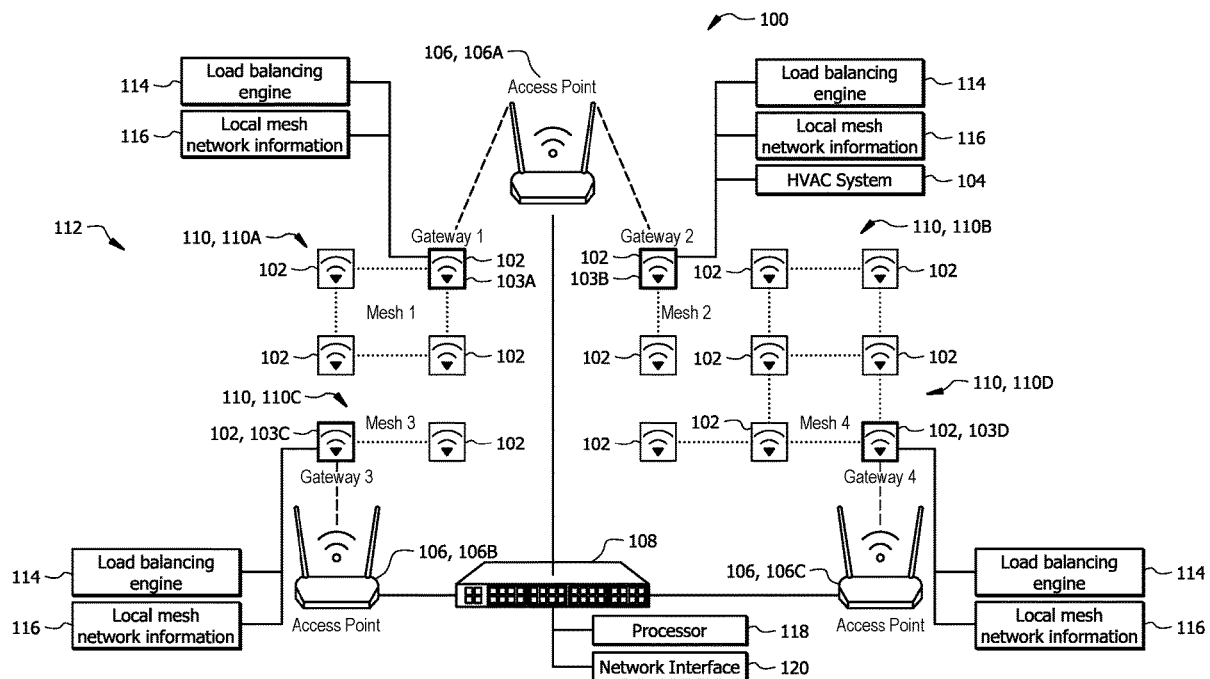 100
106, 106A
Access Point
Load balancing
engine
114
Local mesh
network information
116
Load balancing
engine
114
Local mesh
network information
116
HVAC System
104
112
110, 110A
Gateway 1
102
102
103A
Mesh 1
102
102
Gateway 2
102
103B
110, 110B
102
102
Mesh 2
102
102
102
110, 110C
Mesh 3
102, 103C
102
Gateway 3
110, 110D
102
102
Mesh 4
102, 103D
Gateway 4
106, 106B
108
106, 106C
Load balancing
engine
114
Local mesh
network information
116
Access Point
Processor
118
Network Interface
120
Access Point
Load balancing
engine
114
Local mesh
network information
116